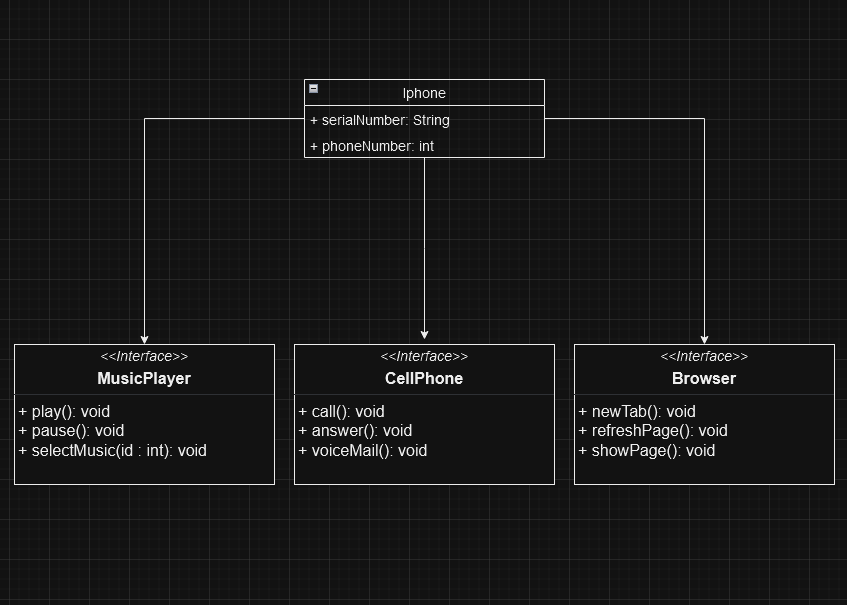 Iphone
+ serialNumber: String
+ phoneNumber: int
<<Interface>>
MusicPlayer
+ play(): void
+ pause(): void
+ selectMusic(id : int): void
<<Interface>>
CellPhone
+ call(): void
+ answer(): void
+ voiceMail(): void
<<Interface>>
Browser
+ newTab(): void
+ refreshPage(): void
+ showPage(): void